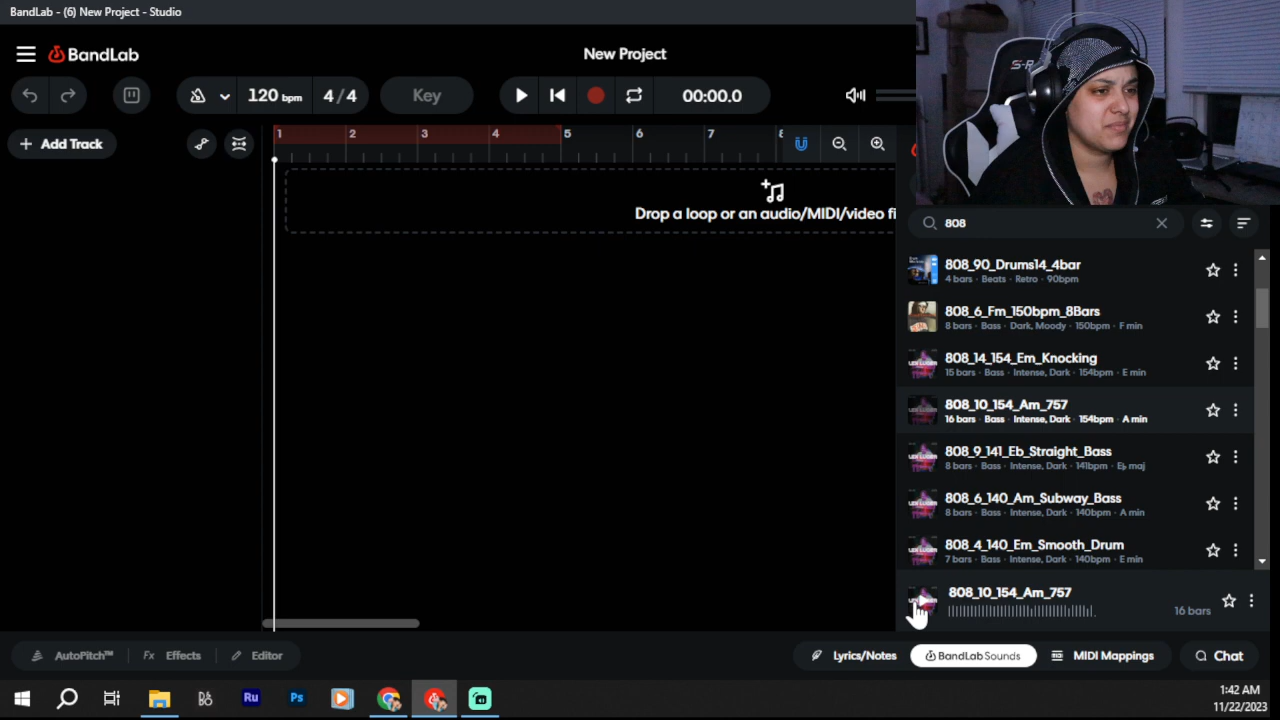 BandLab - (6) New Project - Studio
BandLab
New Project
120 bpm
4/4
Key
00:00.0
+ Add Track
1 2 3 4 5 6 7 8
Drop a loop or an audio/MIDI/video fi
808
808_90_Drums14_4bar
4 bars · Beats · Retro · 90bpm
808_6_Fm_150bpm_8Bars
8 bars · Bass · Dark, Moody · 150bpm · F min
808_14_154_Em_Knocking
15 bars · Bass · Intense, Dark · 154bpm · E min
808_10_154_Am_757
16 bars · Bass · Intense, Dark · 154bpm · A min
808_9_141_Eb_Straight_Bass
8 bars · Bass · Intense, Dark · 141bpm · E♭ maj
808_6_140_Am_Subway_Bass
8 bars · Bass · Intense, Dark · 140bpm · A min
808_4_140_Em_Smooth_Drum
7 bars · Bass · Intense, Dark · 140bpm · E min
808_10_154_Am_757
16 bars
AutoPitch™
Fx Effects
Editor
Lyrics/Notes
BandLab Sounds
MIDI Mappings
Chat
Ru
Ps
1:42 AM
11/22/2023